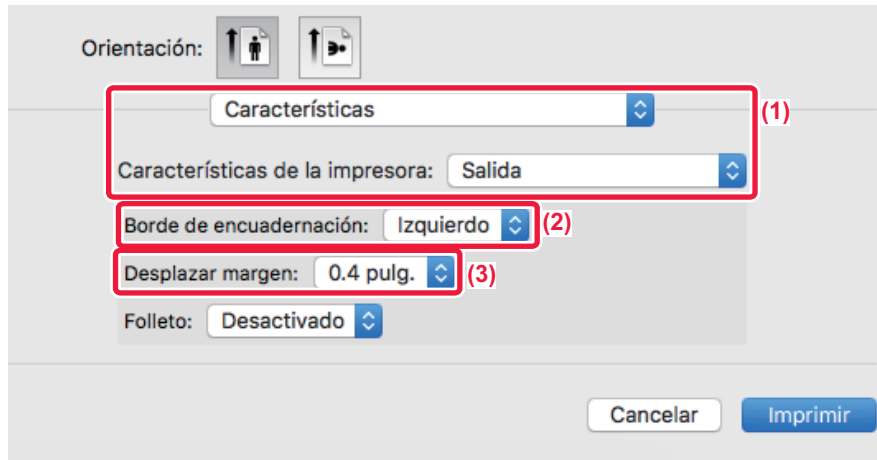 Orientación:
Características
(1)
Características de la impresora: Salida
Borde de encuadernación: Izquierdo
(2)
Desplazar margen: 0.4 pulg.
(3)
Folleto: Desactivado
Cancelar Imprimir